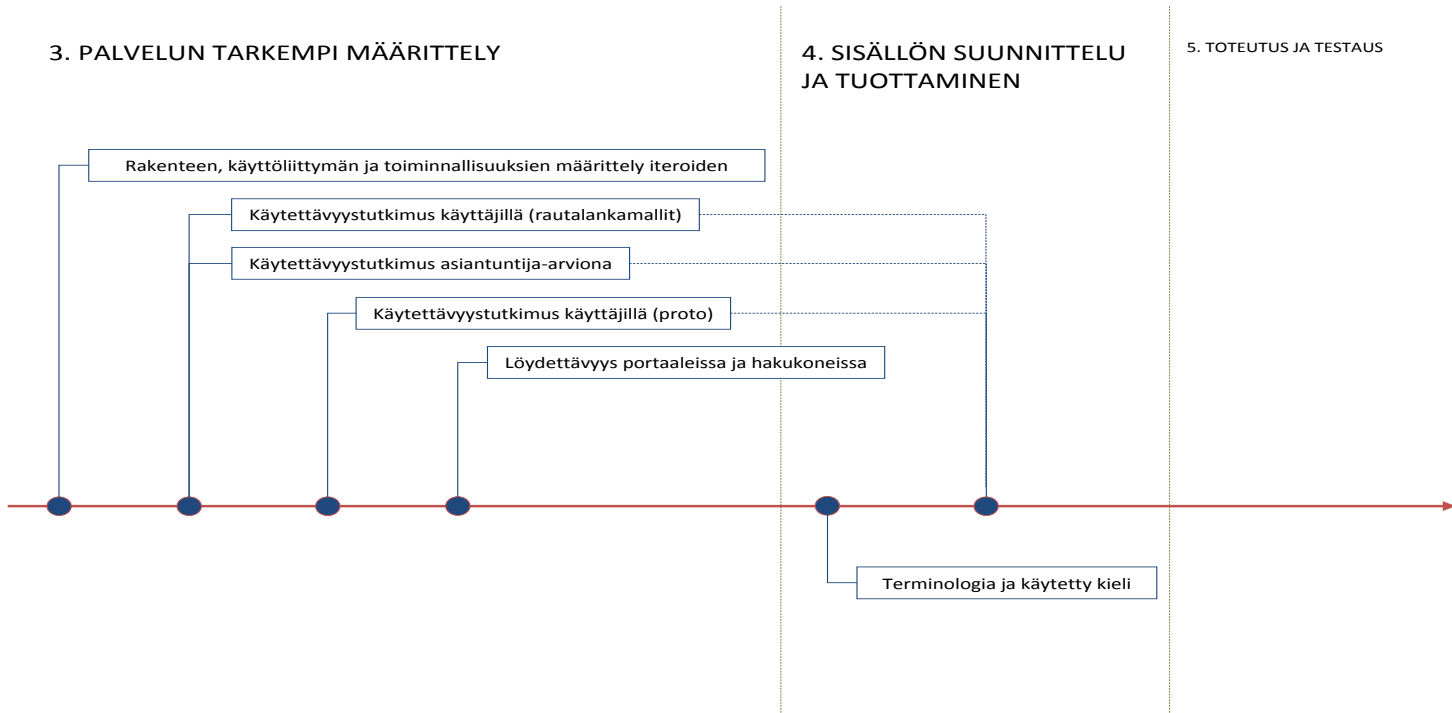 3. PALVELUN TARKEMPI MÄÄRITTELY
4. SISÄLLÖN SUUNNITTELU
JA TUOTTAMINEN
5. TOTEUTUS JA TESTAUS
Rakenteen, käyttöliittymän ja toiminnallisuuksien määrittely iteroiden
Käytettävyystutkimus käyttäjillä (rautalankamallit)
Käytettävyystutkimus asiantuntija-arviona
Käytettävyystutkimus käyttäjillä (proto)
Löydettävyys portaaleissa ja hakukoneissa
Terminologia ja käytetty kieli